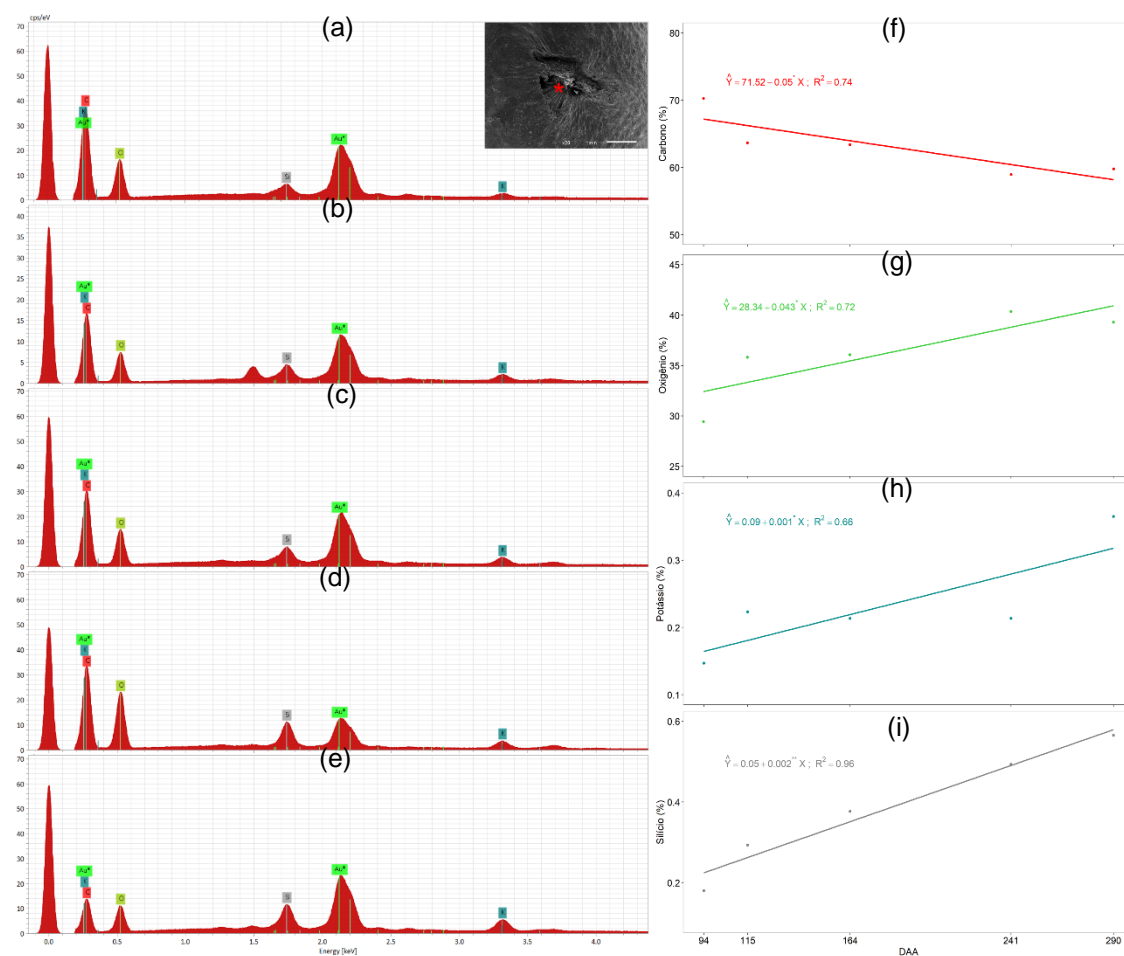 cps/eV
(a)
70
60
50
40
30
20
10
0
C
K
Au*
O
Si
Au*
K
*
x20 1mm
(b)
40
35
30
25
20
15
10
5
0
Au*
K
C
O
Si
Au*
K
(c)
70
60
50
40
30
20
10
0
Au*
K
C
O
Si
Au*
K
(d)
70
60
50
40
30
20
10
0
Au*
K
C
O
Si
Au*
K
(e)
70
60
50
40
30
20
10
0
Au*
K
C
O
Si
Au*
K
0.0 0.5 1.0 1.5 2.0 2.5 3.0 3.5 4.0
Energy [keV]
(f)
Ŷ = 71.52 − 0.05* X ; R² = 0.74
Carbono (%)
80
70
60
50
(g)
Ŷ = 28.34 − 0.043* X ; R² = 0.72
Oxigênio (%)
45
40
35
30
25
(h)
Ŷ = 0.09 + 0.001* X ; R² = 0.66
Potássio (%)
0.4
0.3
0.2
0.1
(i)
Ŷ = 0.05 + 0.002** X ; R² = 0.96
Silício (%)
0.6
0.4
0.2
94 115 164 241 290
DAA